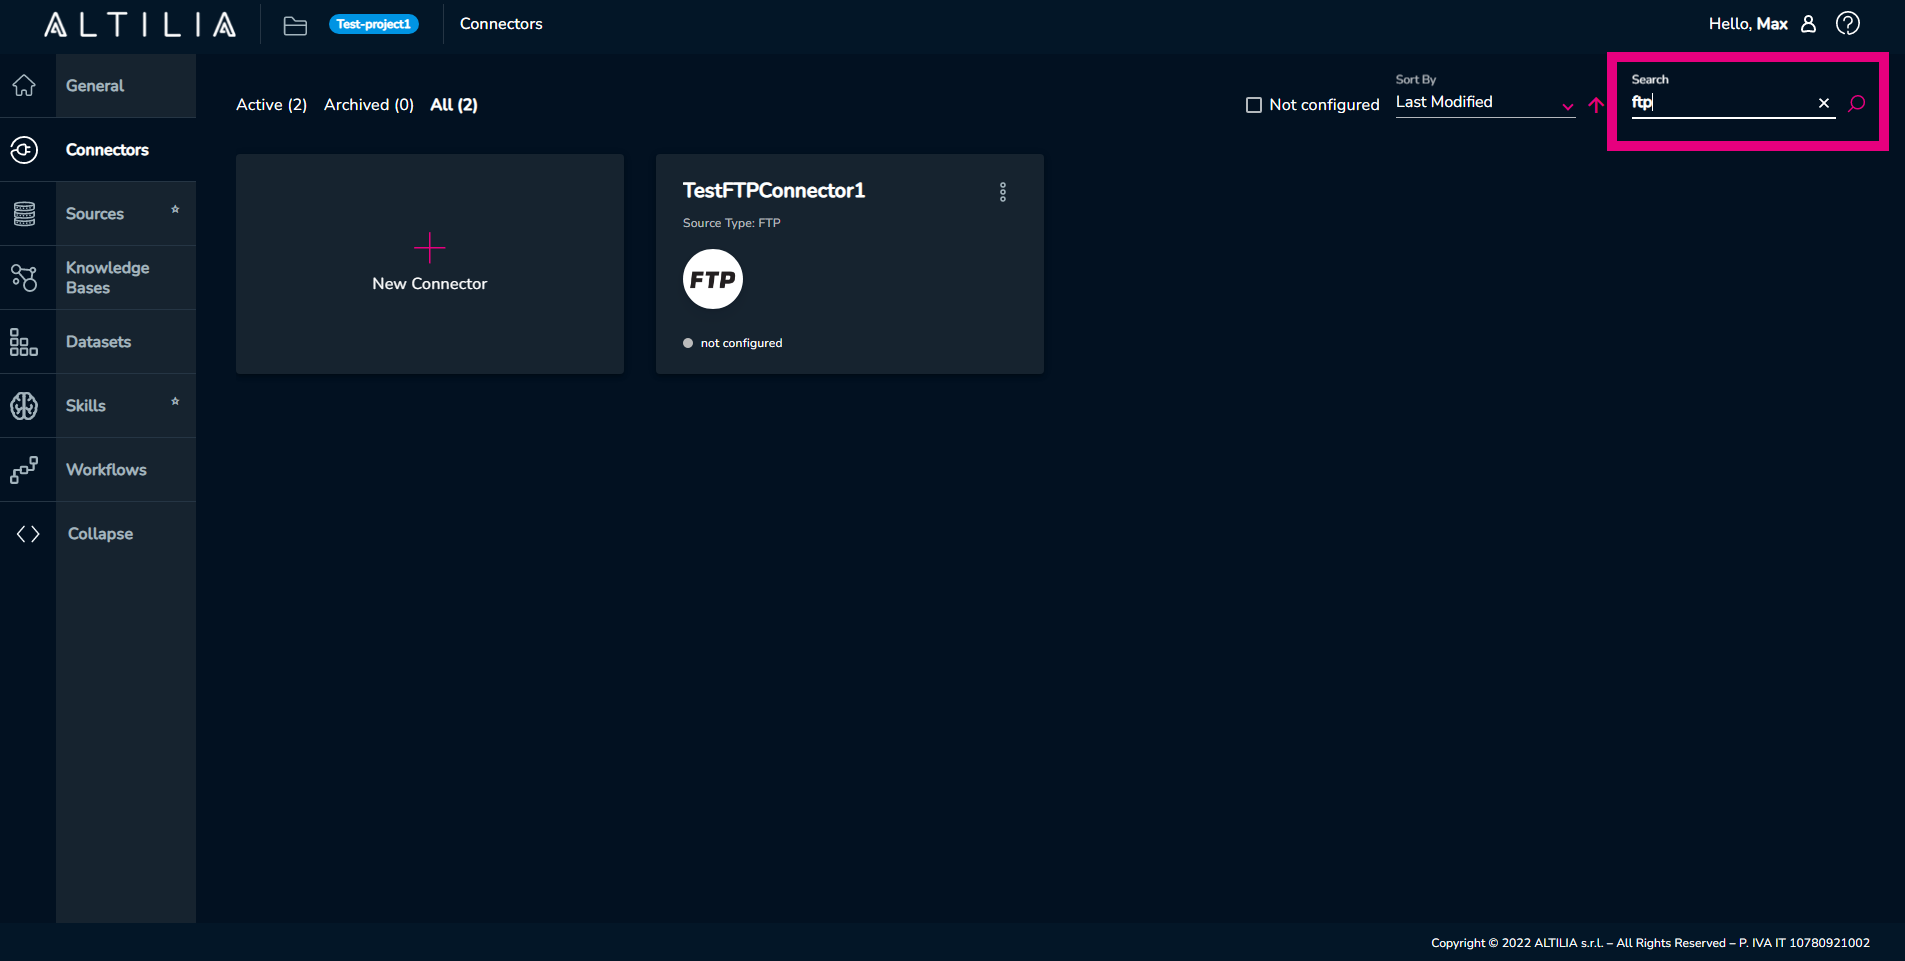 ALTILIA
Test-project1
Connectors
Hello, Max
General
Connectors
Sources
Knowledge
Bases
Datasets
Skills
Workflows
Collapse
Active (2) Archived (0) All (2)
Not configured
Sort By
Last Modified
Search
ftp
New Connector
TestFTPConnector1
Source Type: FTP
FTP
not configured
Copyright © 2022 ALTILIA s.r.l. – All Rights Reserved – P. IVA IT 10780921002